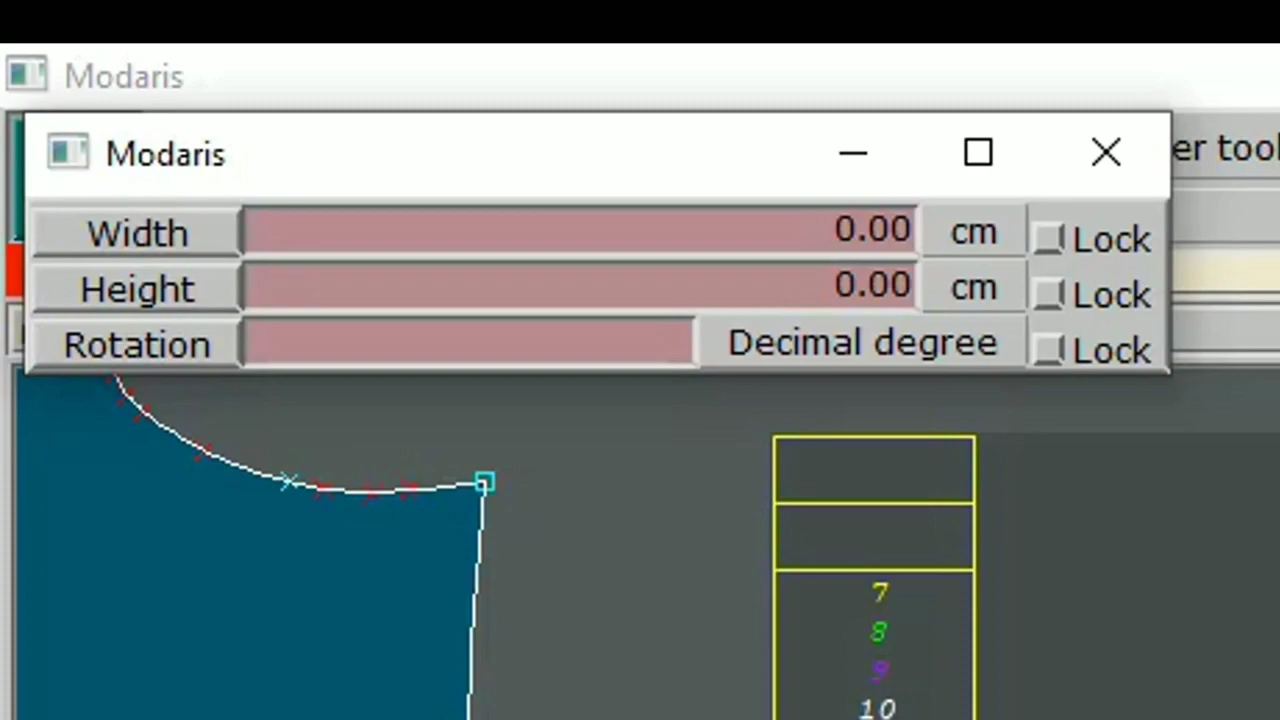 Modaris
Modaris
er tool
Width 0.00 cm Lock
Height 0.00 cm Lock
Rotation Decimal degree Lock
7
8
9
10